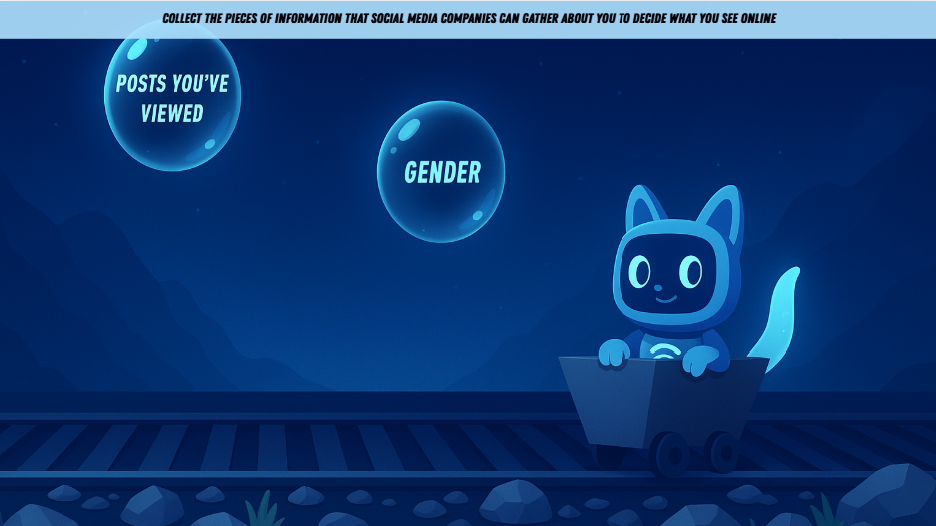 COLLECT THE PIECES OF INFORMATION THAT SOCIAL MEDIA COMPANIES CAN GATHER ABOUT YOU TO DECIDE WHAT YOU SEE ONLINE
POSTS YOU'VE
VIEWED
GENDER